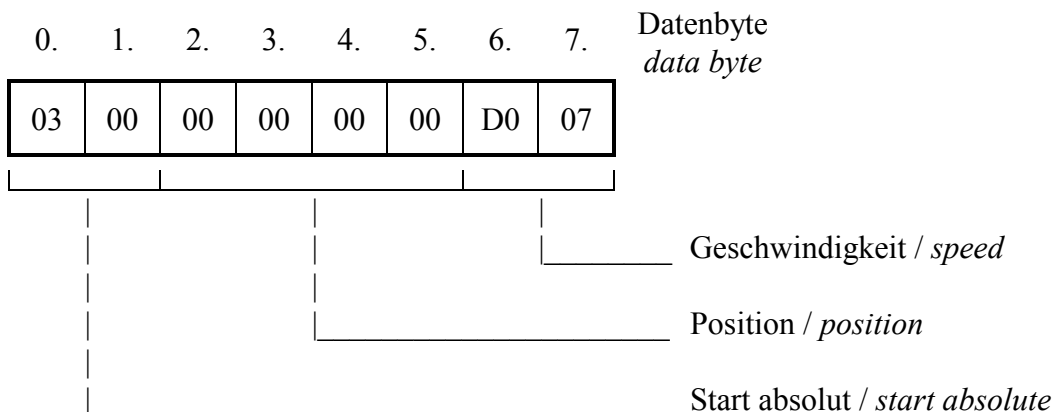 0. 1. 2. 3. 4. 5. 6. 7. Datenbyte
data byte
03 00 00 00 00 00 D0 07
Geschwindigkeit / speed
Position / position
Start absolut / start absolute